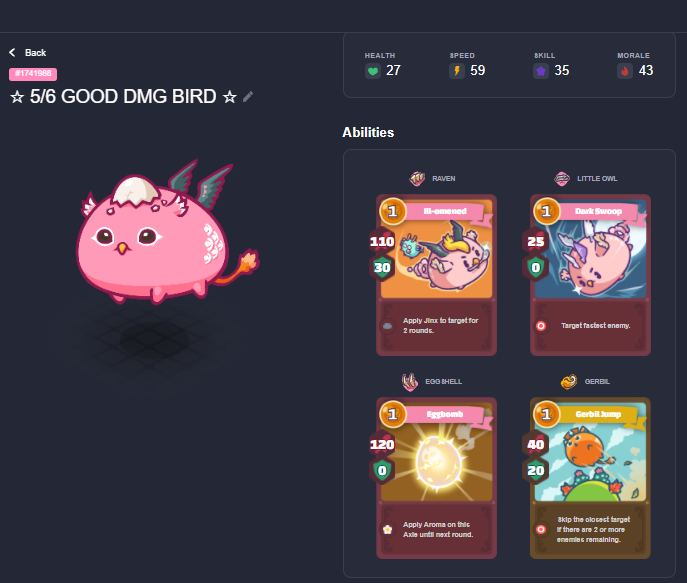 Back
#1741988
☆ 5/6 GOOD DMG BIRD ☆
HEALTH SPEED SKILL MORALE
27 59 35 43
Abilities
RAVEN
1 Ill-omened
110
30
Apply Jinx to target for
2 rounds.
LITTLE OWL
1 Dark Swoop
25
0
Target fastest enemy.
EGGSHELL
1 Eggbomb
120
0
Apply Aroma on this
Axie until next round.
GERBIL
1 Gerbil Jump
40
20
Skip the closest target
if there are 2 or more
enemies remaining.